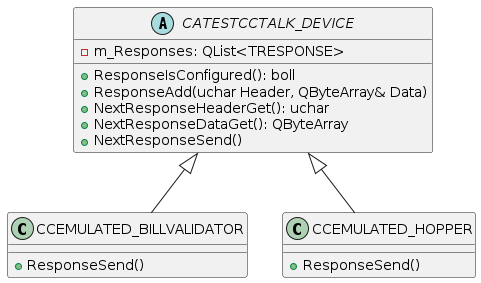 A CATESTCCTALK_DEVICE
m_Responses: QList<TRESPONSE>
ResponseIsConfigured(): boll
ResponseAdd(uchar Header, QByteArray& Data)
NextResponseHeaderGet(): uchar
NextResponseDataGet(): QByteArray
NextResponseSend()
C CCEMULATED_BILLVALIDATOR
ResponseSend()
C CCEMULATED_HOPPER
ResponseSend()